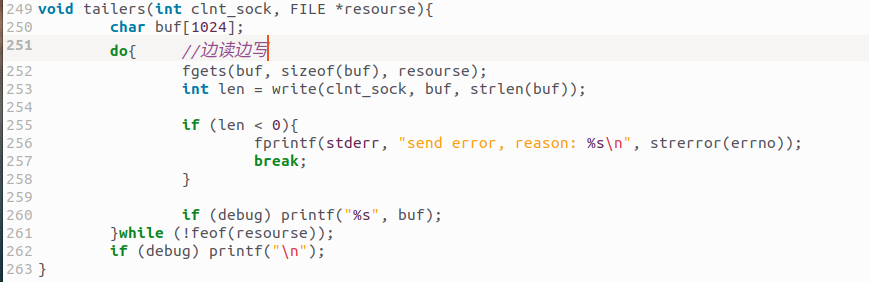 249 void tailers(int clnt_sock, FILE *resourse){
250         char buf[1024];
251         do{     //边读边写
252                 fgets(buf, sizeof(buf), resourse);
253                 int len = write(clnt_sock, buf, strlen(buf));
254
255                 if (len < 0){
256                         fprintf(stderr, "send error, reason: %s\n", strerror(errno));
257                         break;
258                 }
259
260                 if (debug) printf("%s", buf);
261         }while (!feof(resourse));
262         if (debug) printf("\n");
263 }